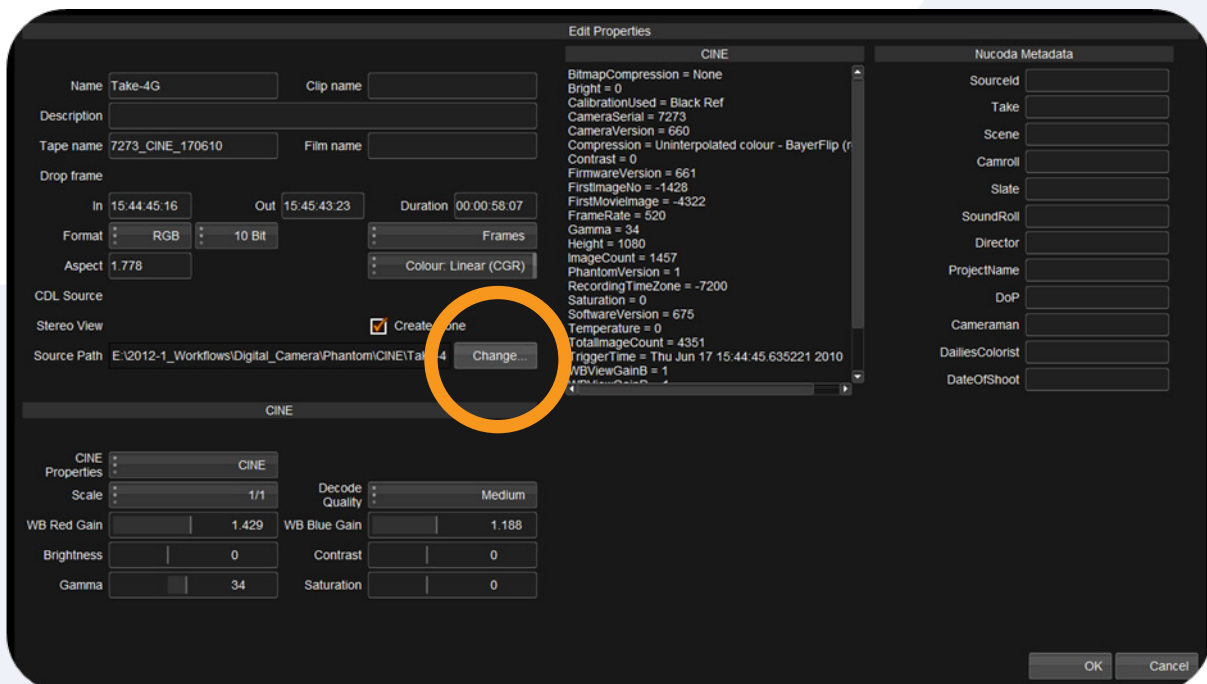 Edit Properties
Name Take-4G Clip name
Description
Tape name 7273_CINE_170610 Film name
Drop frame
In 15:44:45:16 Out 15:45:43:23 Duration 00:00:58:07
Format RGB 10 Bit Frames
Aspect 1.778 Colour: Linear (CGR)
CDL Source
Stereo View Create
Source Path E:\2012-1_Workflows\Digital_Camera\Phantom\CINE\ Change...
CINE
CINE Properties CINE
Scale 1/1 Decode Quality Medium
WB Red Gain 1.429 WB Blue Gain 1.188
Brightness 0 Contrast 0
Gamma 34 Saturation 0
CINE
BitmapCompression = None
Bright = 0
CalibrationUsed = Black Ref
CameraSerial = 7273
CameraVersion = 660
Compression = Uninterpolated colour - BayerFlip (r
Contrast = 0
FirmwareVersion = 661
FirstImageNo = -1428
FirstMovieImage = -4322
FrameRate = 520
Gamma = 34
Height = 1080
ImageCount = 1457
PhantomVersion = 1
RecordingTimeZone = -7200
Saturation = 0
SoftwareVersion = 675
Temperature = 0
TotalImageCount = 4351
TriggerTime = Thu Jun 17 15:44:45.635221 2010
WBViewGainB = 1
Nucoda Metadata
SourceId
Take
Scene
Camroll
Slate
SoundRoll
Director
ProjectName
DoP
Cameraman
DailiesColorist
DateOfShoot
OK Cancel